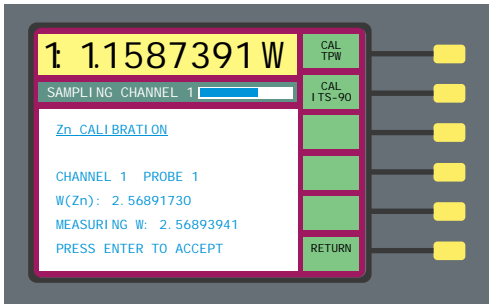 1: 1.1587391 W
CAL
TPW
SAMPLING CHANNEL 1
CAL
ITS-90
Zn CALIBRATION
CHANNEL 1 PROBE 1
W(Zn): 2.56891730
MEASURING W: 2.56893941
PRESS ENTER TO ACCEPT
RETURN